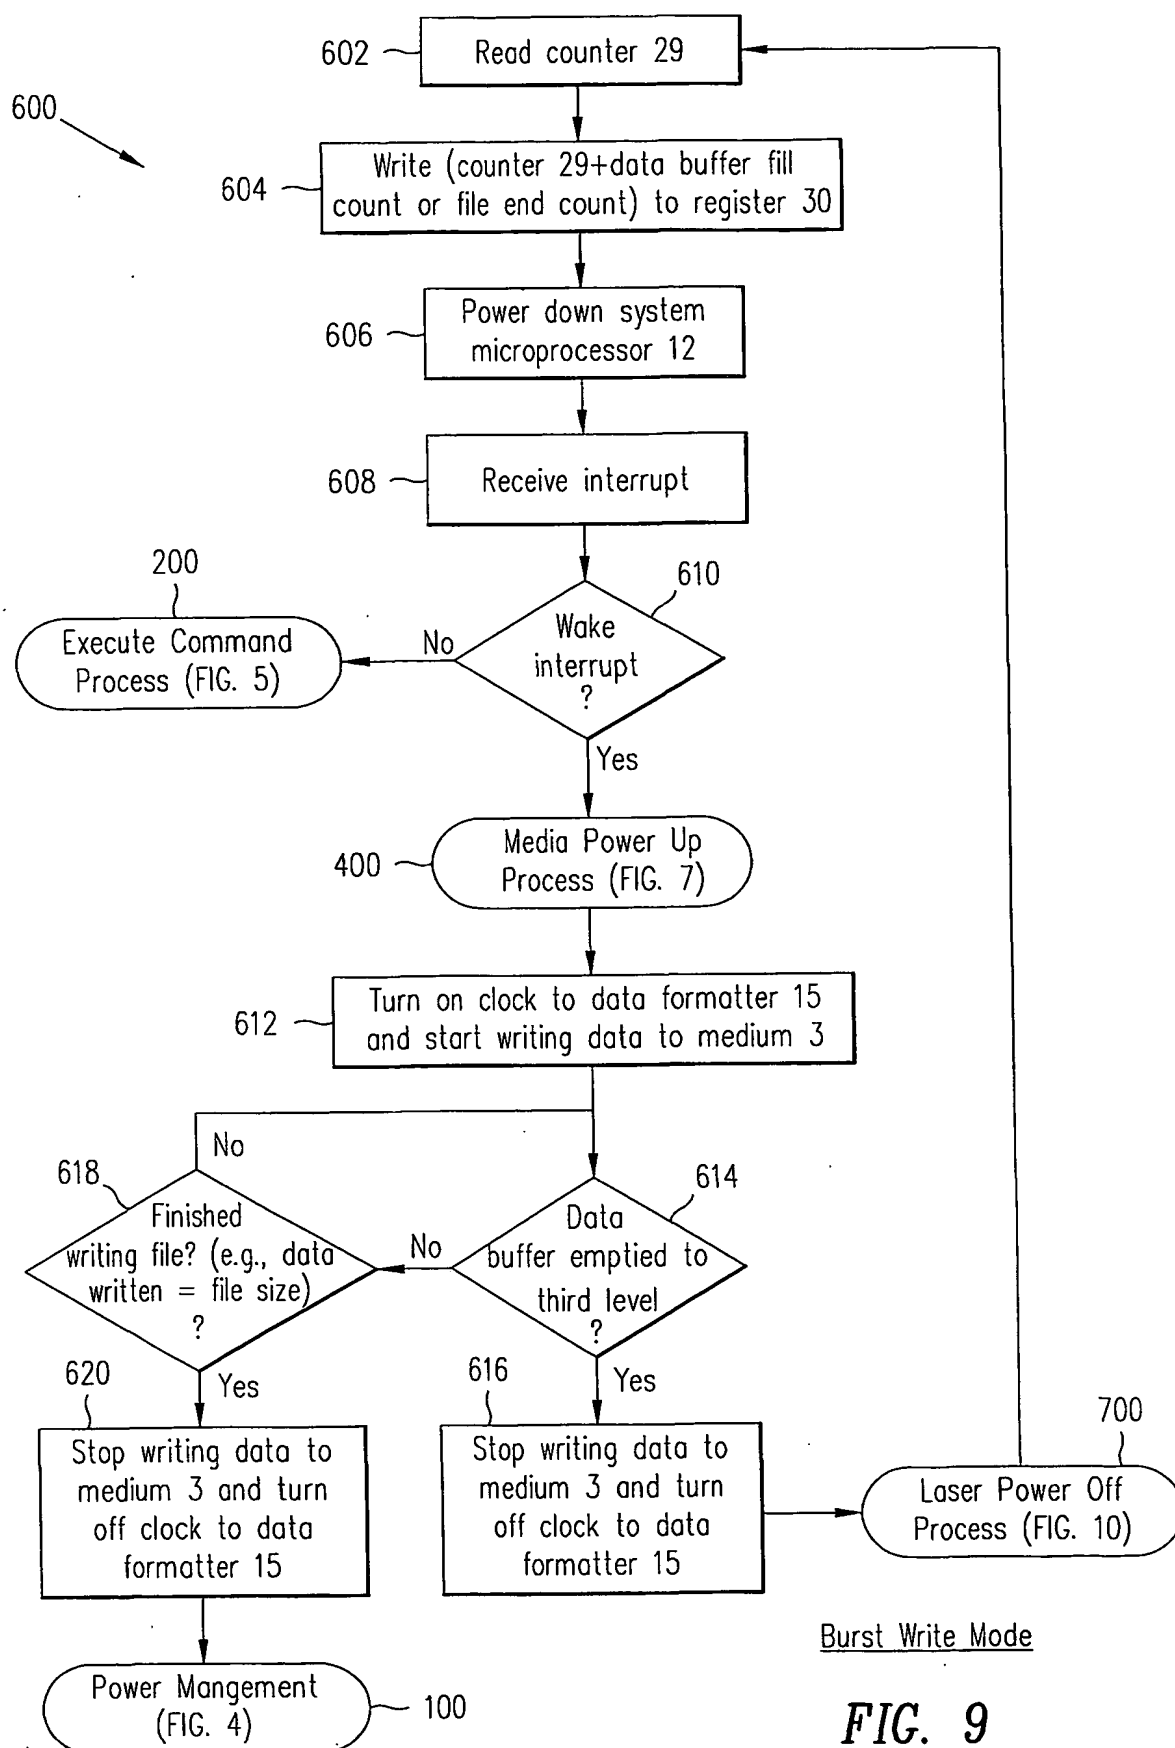 602
Read counter 29
600
604
Write (counter 29+data buffer fill
count or file end count) to register 30
606
Power down system
microprocessor 12
608
Receive interrupt
200
610
Execute Command
Process (FIG. 5)
No
Wake
interrupt
?
Yes
400
Media Power Up
Process (FIG. 7)
612
Turn on clock to data formatter 15
and start writing data to medium 3
No
618
614
Finished
writing file? (e.g., data
written = file size)
?
No
Data
buffer emptied to
third level
?
620
Yes
616
Yes
Stop writing data to
medium 3 and turn
off clock to data
formatter 15
Stop writing data to
medium 3 and turn
off clock to data
formatter 15
700
Laser Power Off
Process (FIG. 10)
Power Mangement
(FIG. 4)
100
Burst Write Mode
FIG. 9